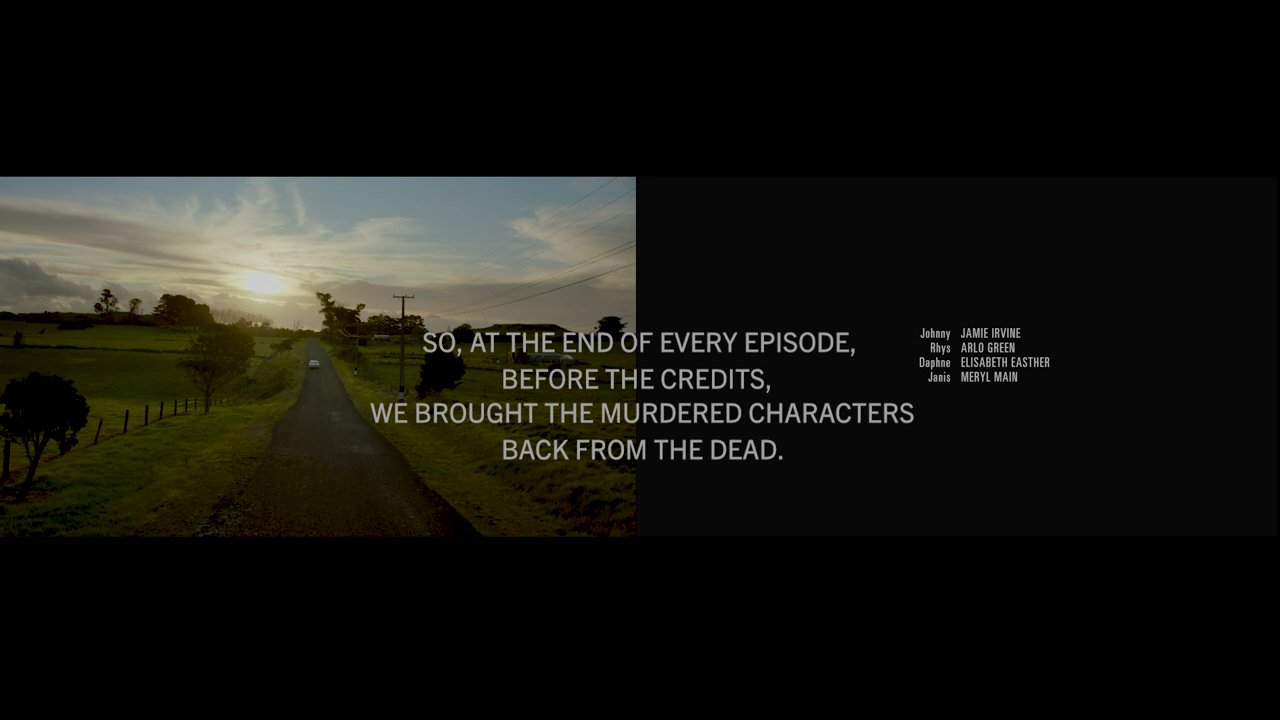 SO, AT THE END OF EVERY EPISODE,
BEFORE THE CREDITS,
WE BROUGHT THE MURDERED CHARACTERS
BACK FROM THE DEAD.
Johnny JAMIE IRVINE
Rhys ARLO GREEN
Daphne ELISABETH EASTHER
Janis MERYL MAIN